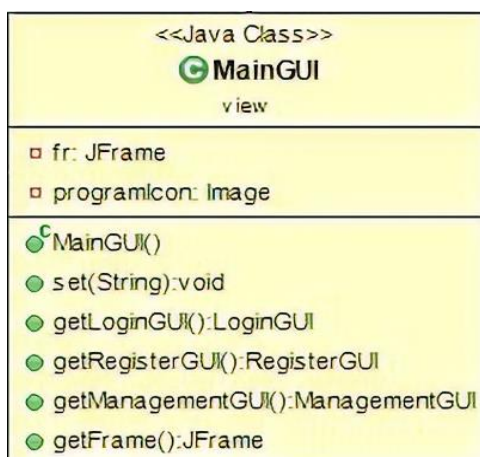 <<Java Class>>
C MainGUI
view
fr: JFrame
programIcon: Image
C MainGUI()
set(String):void
getLoginGUI():LoginGUI
getRegisterGUI():RegisterGUI
getManagementGUI():ManagementGUI
getFrame():JFrame